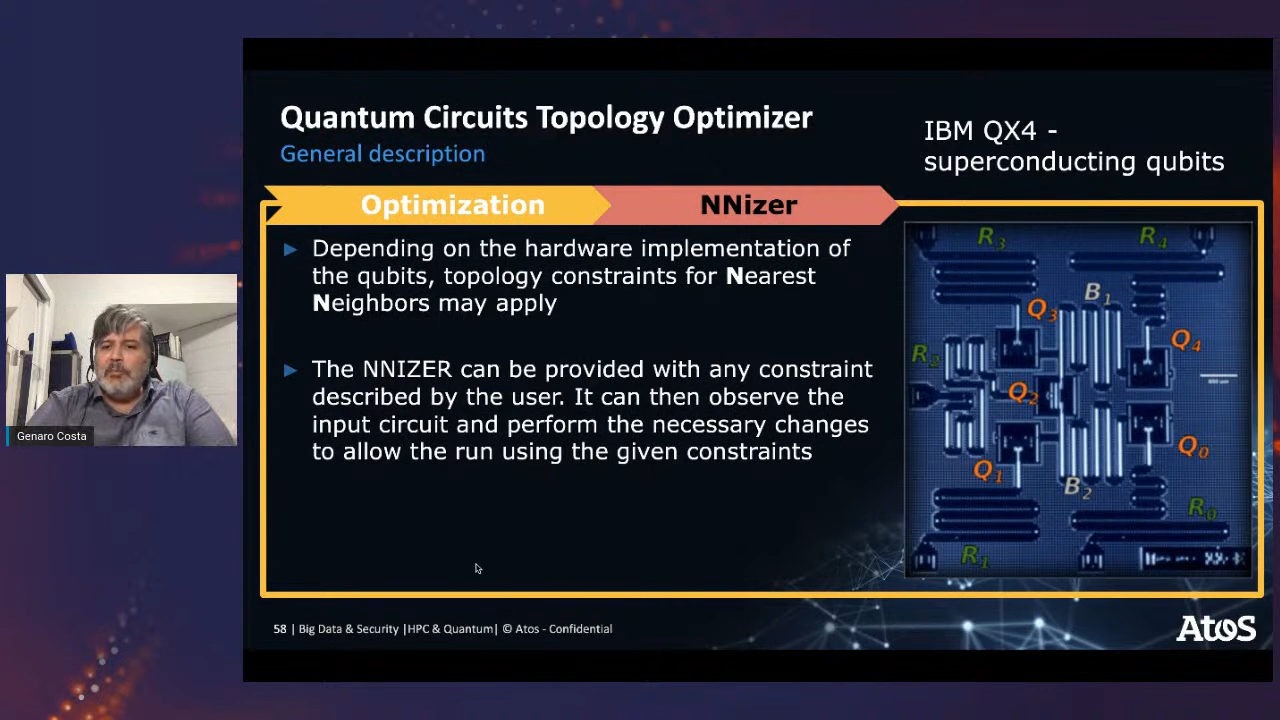 Quantum Circuits Topology Optimizer
General description
IBM QX4 -
superconducting qubits
Optimization
NNizer
► Depending on the hardware implementation of
the qubits, topology constraints for Nearest
Neighbors may apply
► The NNIZER can be provided with any constraint
described by the user. It can then observe the
input circuit and perform the necessary changes
to allow the run using the given constraints
R3
R4
B1
Q3
Q4
R2
Q2
Q1
Q0
B2
R0
R1
Genaro Costa
58 | Big Data & Security |HPC & Quantum| © Atos - Confidential
Atos